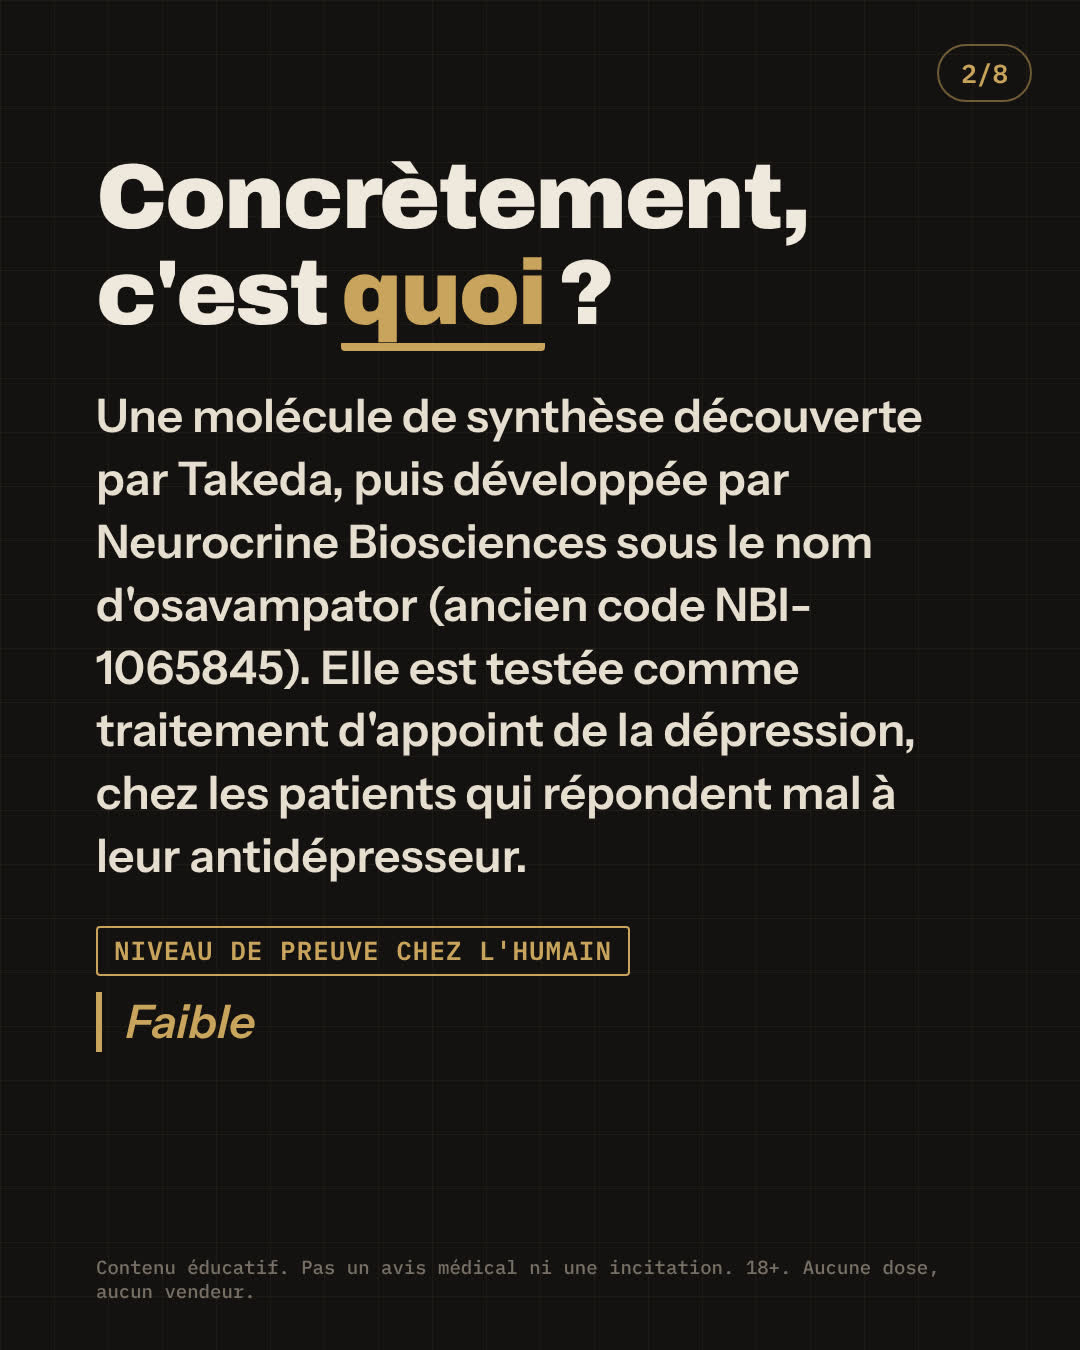 2/8
Concrètement,
c'est quoi ?
Une molécule de synthèse découverte
par Takeda, puis développée par
Neurocrine Biosciences sous le nom
d'osavampator (ancien code NBI-
1065845). Elle est testée comme
traitement d'appoint de la dépression,
chez les patients qui répondent mal à
leur antidépresseur.
NIVEAU DE PREUVE CHEZ L'HUMAIN
Faible
Contenu éducatif. Pas un avis médical ni une incitation. 18+. Aucune dose,
aucun vendeur.